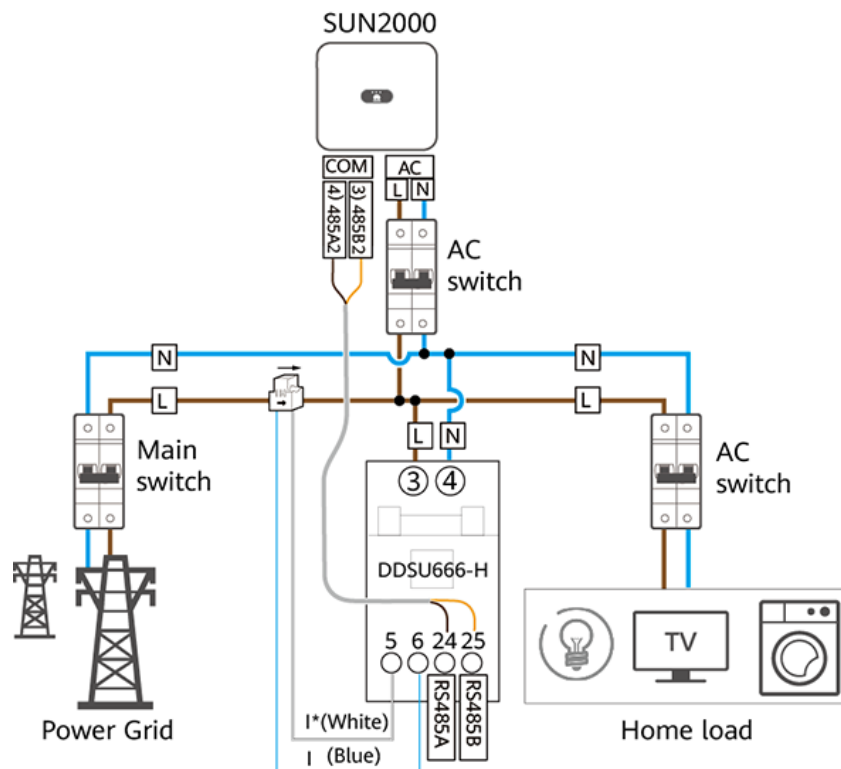 SUN2000
COM
AC
L
N
4) 485A2
3) 485B2
AC
switch
N
N
L
L
L
N
Main
switch
AC
switch
3
4
DDSU666-H
5
6
24
25
RS485A
RS485B
TV
I*(White)
I (Blue)
Power Grid
Home load